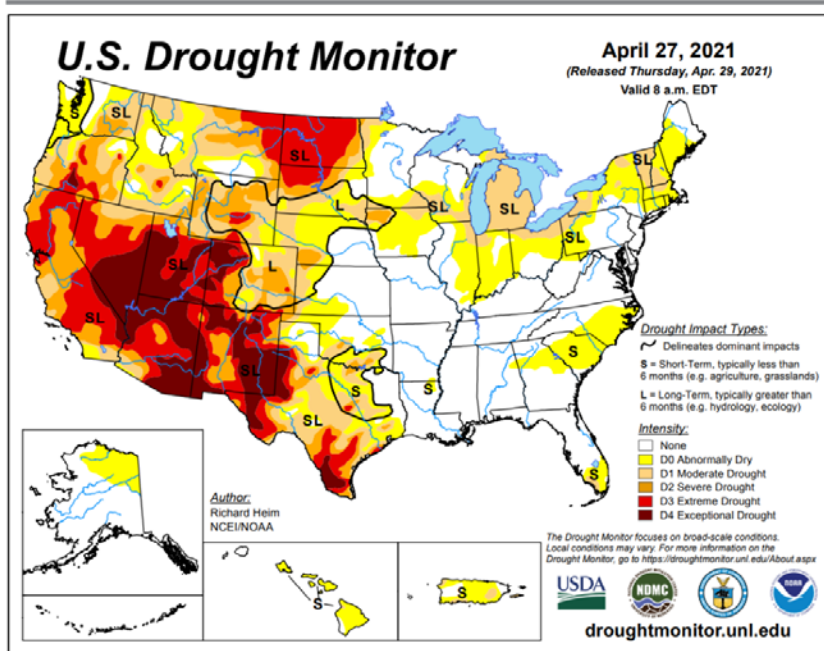 U.S. Drought Monitor
April 27, 2021
(Released Thursday, Apr. 29, 2021)
Valid 8 a.m. EDT
S
SL
SL
L
SL
SL
SL
SL
L
SL
SL
SL
SL
S
S
S
S
Drought Impact Types:
Delineates dominant impacts
S = Short-Term, typically less than
6 months (e.g. agriculture, grasslands)
L = Long-Term, typically greater than
6 months (e.g. hydrology, ecology)
Intensity:
None
D0 Abnormally Dry
D1 Moderate Drought
D2 Severe Drought
D3 Extreme Drought
D4 Exceptional Drought
Author:
Richard Heim
NCEI/NOAA
S
S
The Drought Monitor focuses on broad-scale conditions.
Local conditions may vary. For more information on the
Drought Monitor, go to https://droughtmonitor.unl.edu/About.aspx
USDA
NDMC
NOAA
droughtmonitor.unl.edu